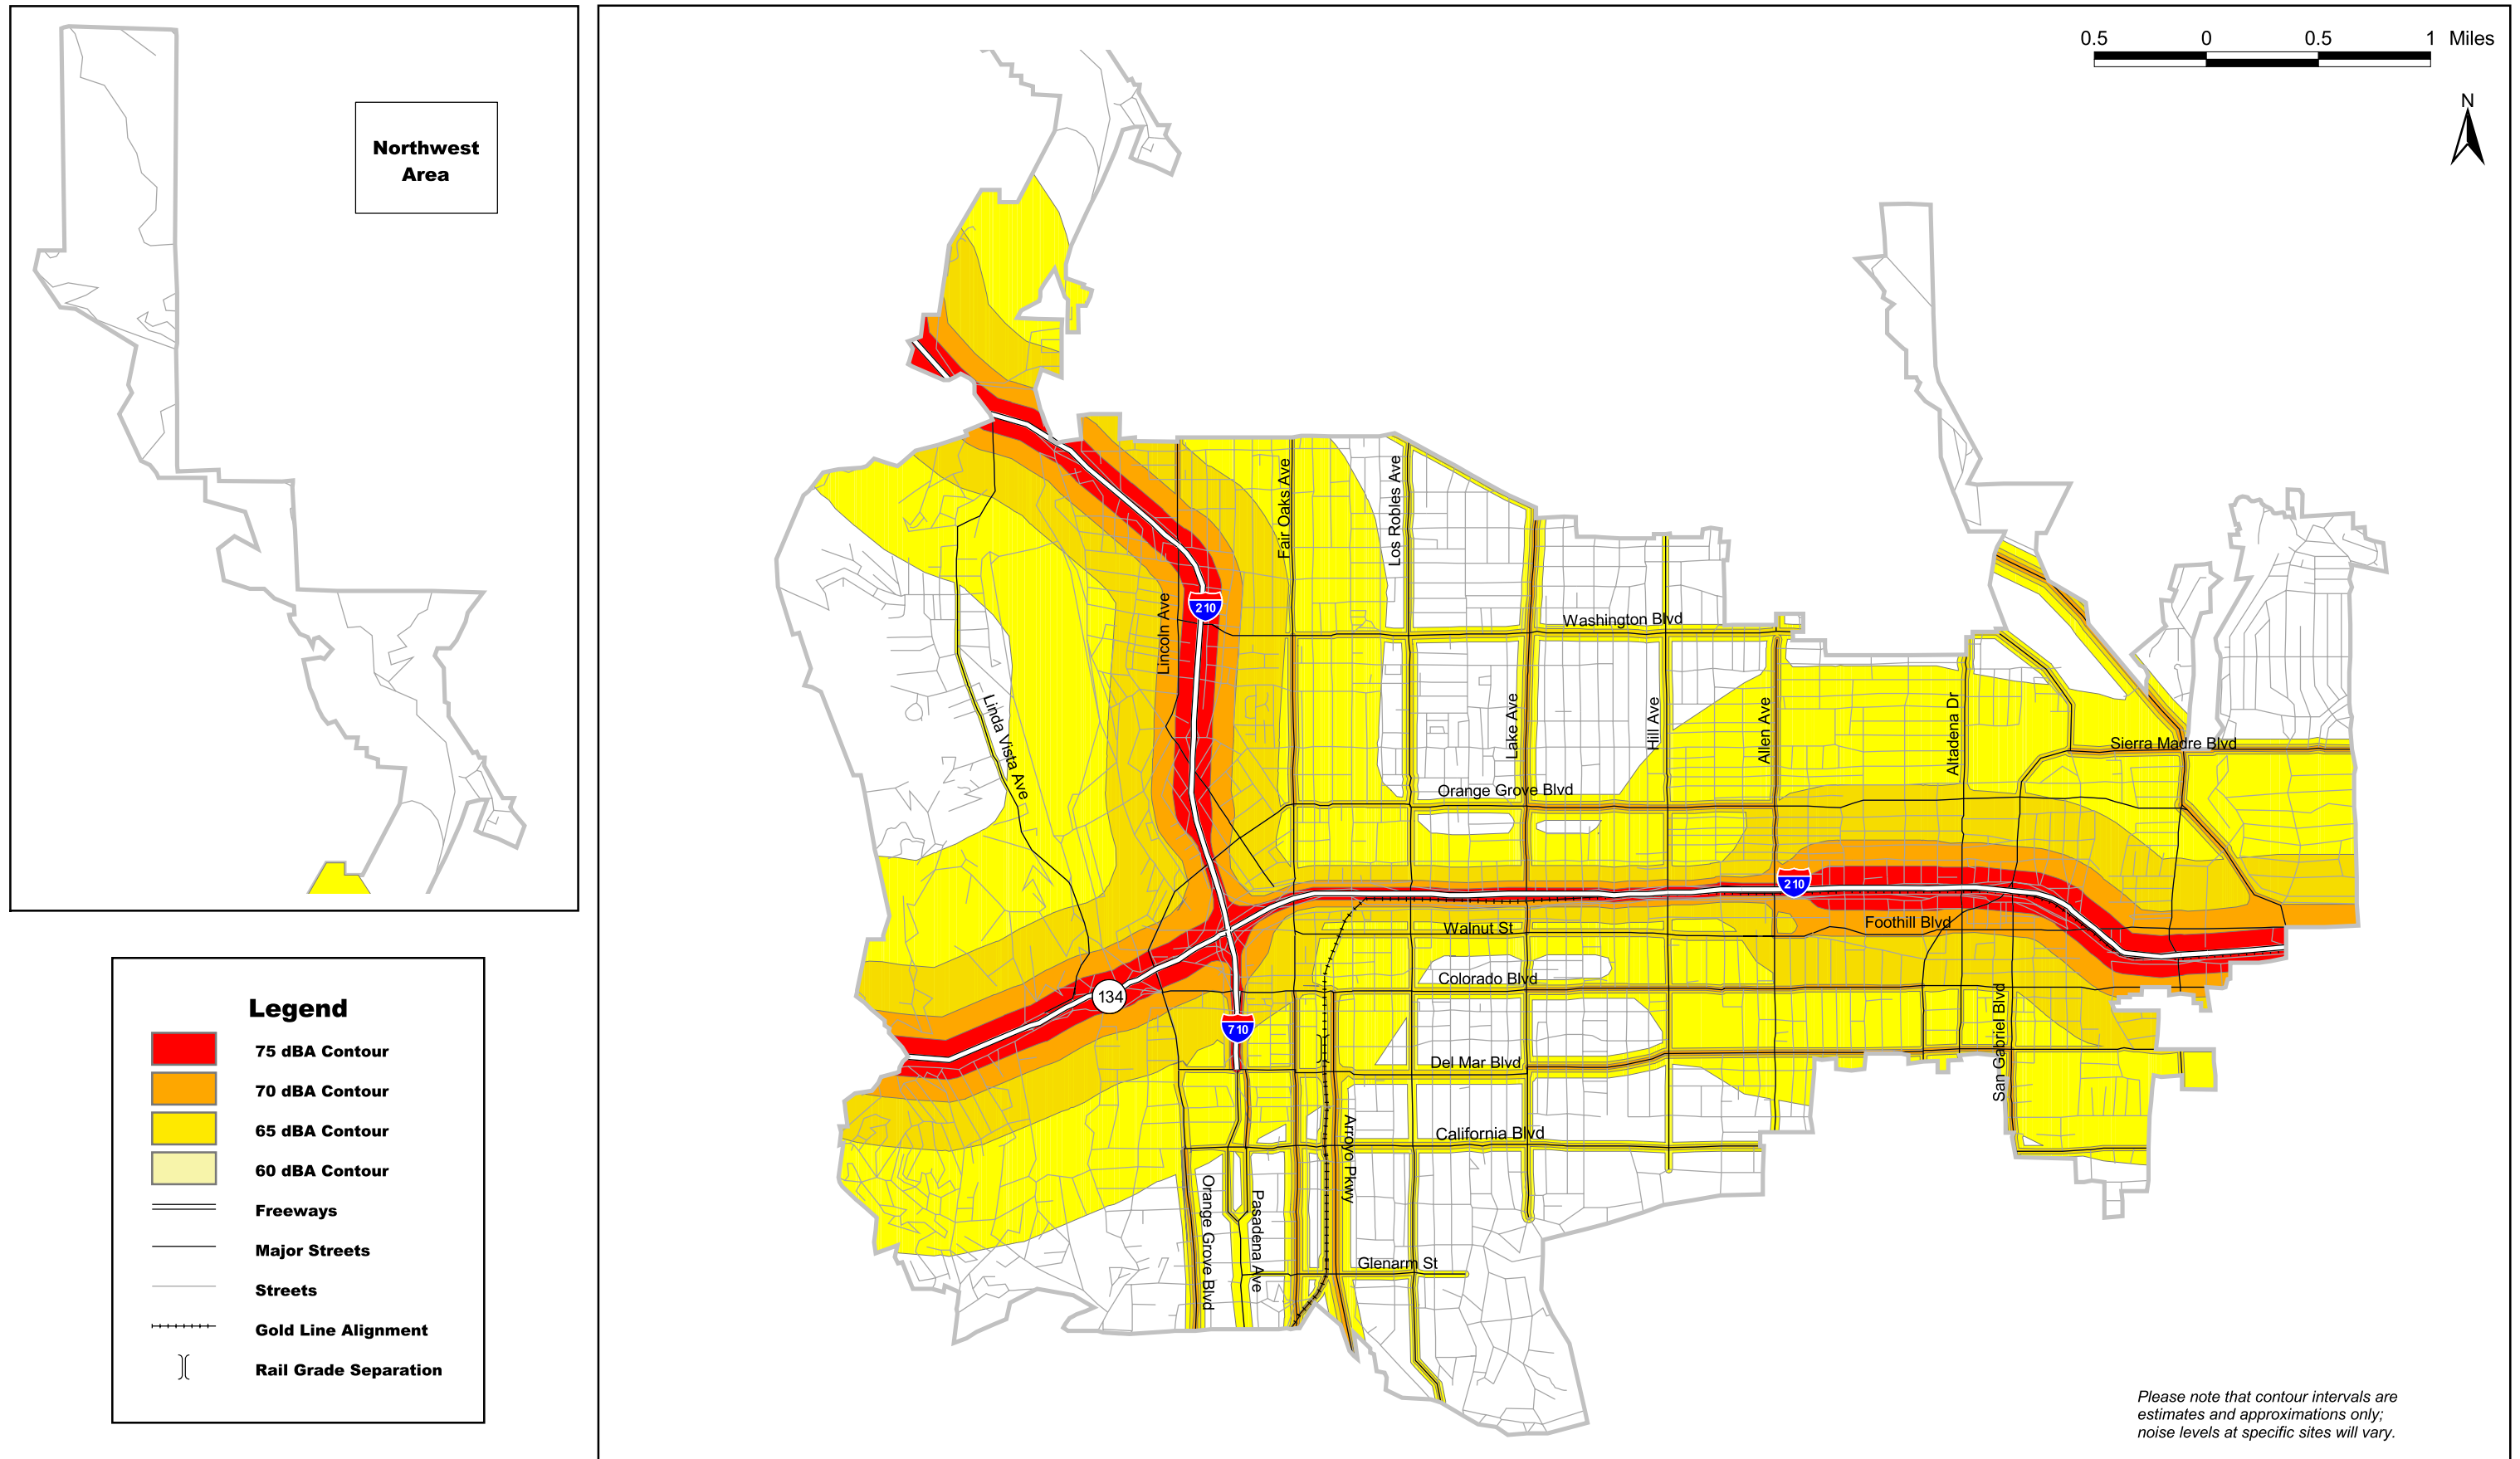 Northwest
Area
0.5 0 0.5 1 Miles
N
Fair Oaks Ave
Los Robles Ave
210
Washington Blvd
Lincoln Ave
Linda Vista Ave
Lake Ave
Hill Ave
Allen Ave
Altadena Dr
Sierra Madre Blvd
Orange Grove Blvd
210
Foothill Blvd
Walnut St
Colorado Blvd
134
710
San Gabriel Blvd
Del Mar Blvd
California Blvd
Arroyo Pkwy
Orange Grove Blvd
Pasadena Ave
Glenarm St
Legend
75 dBA Contour
70 dBA Contour
65 dBA Contour
60 dBA Contour
Freeways
Major Streets
Streets
Gold Line Alignment
Rail Grade Separation
Please note that contour intervals are
estimates and approximations only;
noise levels at specific sites will vary.